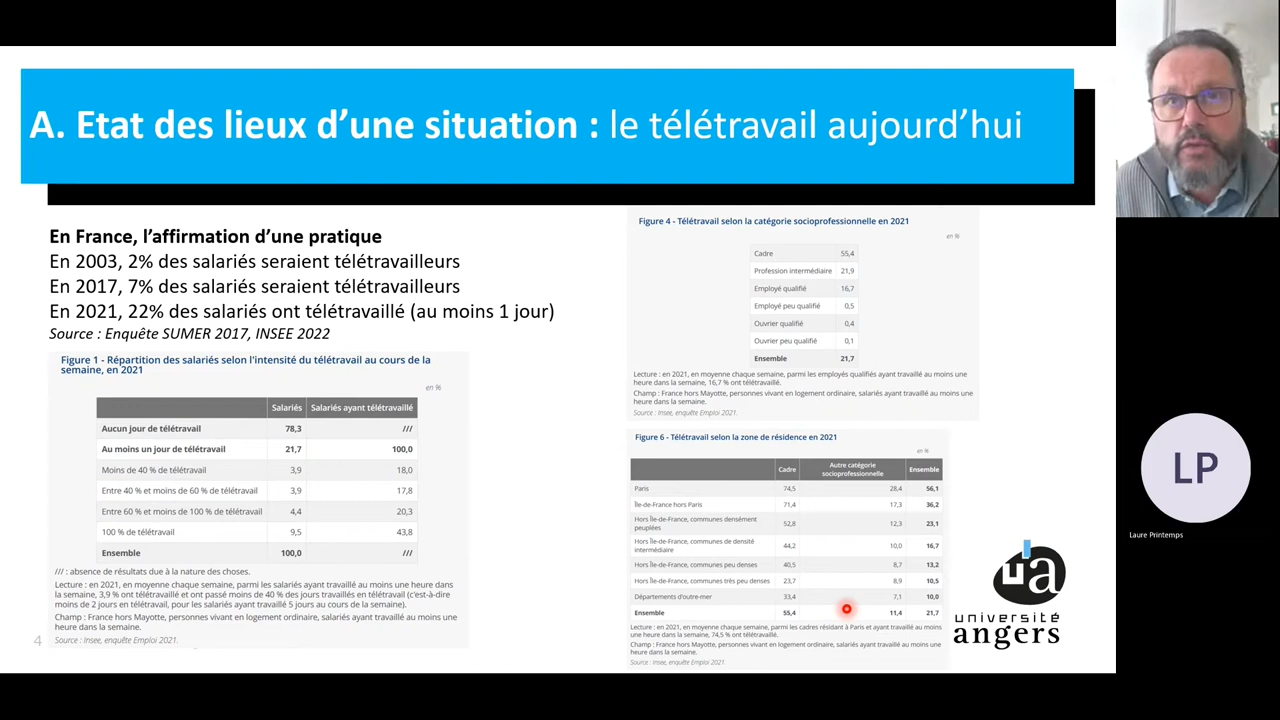 A. Etat des lieux d’une situation : le télétravail aujourd’hui
En France, l’affirmation d’une pratique
En 2003, 2% des salariés seraient télétravailleurs
En 2017, 7% des salariés seraient télétravailleurs
En 2021, 22% des salariés ont télétravaillé (au moins 1 jour)
Source : Enquête SUMER 2017, INSEE 2022
Figure 1 - Répartition des salariés selon l'intensité du télétravail au cours de la
semaine, en 2021
en %
Salariés Salariés ayant télétravaillé
Aucun jour de télétravail 78,3 ///
Au moins un jour de télétravail 21,7 100,0
Moins de 40 % de télétravail 3,9 18,0
Entre 40 % et moins de 60 % de télétravail 3,9 17,8
Entre 60 % et moins de 100 % de télétravail 4,4 20,3
100 % de télétravail 9,5 43,8
Ensemble 100,0 ///
/// : absence de résultats due à la nature des choses.
Lecture : en 2021, en moyenne chaque semaine, parmi les salariés ayant travaillé au moins une heure dans
la semaine, 3,9 % ont télétravaillé et ont passé moins de 40 % des jours travaillés en télétravail (c'est-à-dire
moins de 2 jours en télétravail, pour les salariés ayant travaillé 5 jours au cours de la semaine).
Champ : France hors Mayotte, personnes vivant en logement ordinaire, salariés ayant travaillé au moins une
heure dans la semaine.
Source : Insee, enquête Emploi 2021.
4
Figure 4 - Télétravail selon la catégorie socioprofessionnelle en 2021
en %
Cadre 55,4
Profession intermédiaire 21,9
Employé qualifié 16,7
Employé peu qualifié 0,5
Ouvrier qualifié 0,4
Ouvrier peu qualifié 0,1
Ensemble 21,7
Lecture : en 2021, en moyenne chaque semaine, parmi les employés qualifiés ayant travaillé au moins une
heure dans la semaine, 16,7 % ont télétravaillé.
Champ : France hors Mayotte, personnes vivant en logement ordinaire, salariés ayant travaillé au moins une
heure dans la semaine.
Source : Insee, enquête Emploi 2021.
Figure 6 - Télétravail selon la zone de résidence en 2021
en %
Cadre Autre catégorie
socioprofessionnelle Ensemble
Paris 74,5 28,4 56,1
Île-de-France hors Paris 71,4 17,3 36,2
Hors Île-de-France, communes densément
peuplées 52,8 12,3 23,1
Hors Île-de-France, communes de densité
intermédiaire 44,2 10,0 16,7
Hors Île-de-France, communes peu denses 40,5 8,7 13,2
Hors Île-de-France, communes très peu denses 23,7 8,9 10,5
Départements d'outre-mer 33,4 7,1 10,0
Ensemble 55,4 11,4 21,7
Lecture : en 2021, en moyenne chaque semaine, parmi les cadres résidant à Paris et ayant travaillé au moins
une heure dans la semaine, 74,5 % ont télétravaillé.
Champ : France hors Mayotte, personnes vivant en logement ordinaire, salariés ayant travaillé au moins une
heure dans la semaine.
Source : Insee, enquête Emploi 2021.
ua
université
angers
LP
Laure Printemps